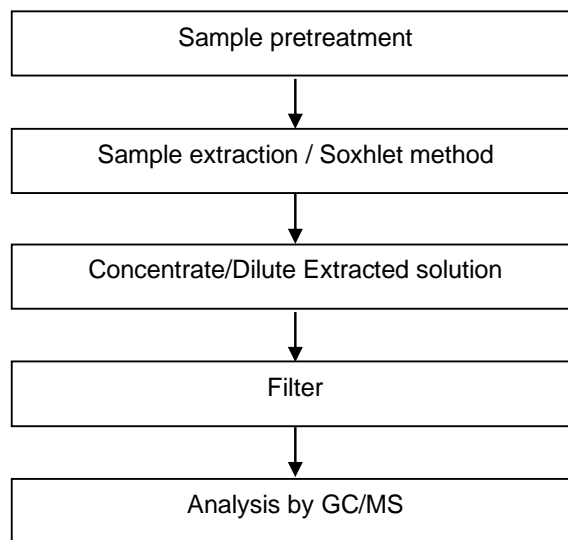 Sample pretreatment
Sample extraction / Soxhlet method
Concentrate/Dilute Extracted solution
Filter
Analysis by GC/MS